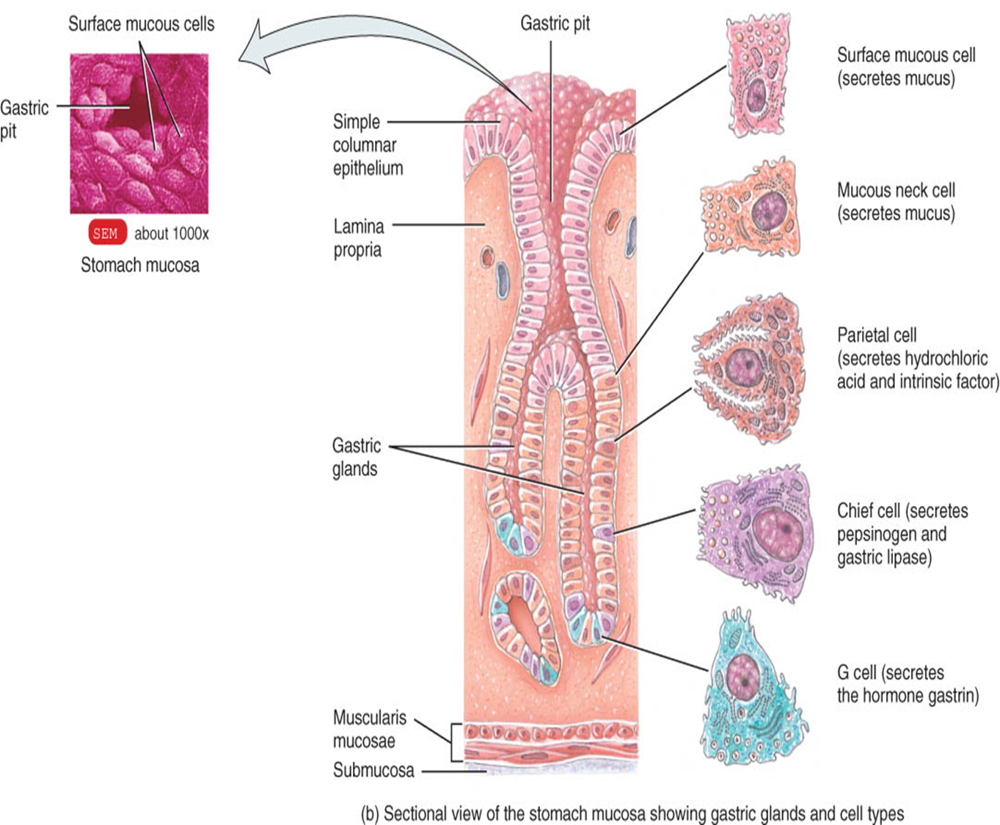 Surface mucous cells
Gastric
pit
SEM about 1000x
Stomach mucosa
Gastric pit
Simple
columnar
epithelium
Lamina
propria
Gastric
glands
Muscularis
mucosae
Submucosa
Surface mucous cell
(secretes mucus)
Mucous neck cell
(secretes mucus)
Parietal cell
(secretes hydrochloric
acid and intrinsic factor)
Chief cell (secretes
pepsinogen and
gastric lipase)
G cell (secretes
the hormone gastrin)
(b) Sectional view of the stomach mucosa showing gastric glands and cell types